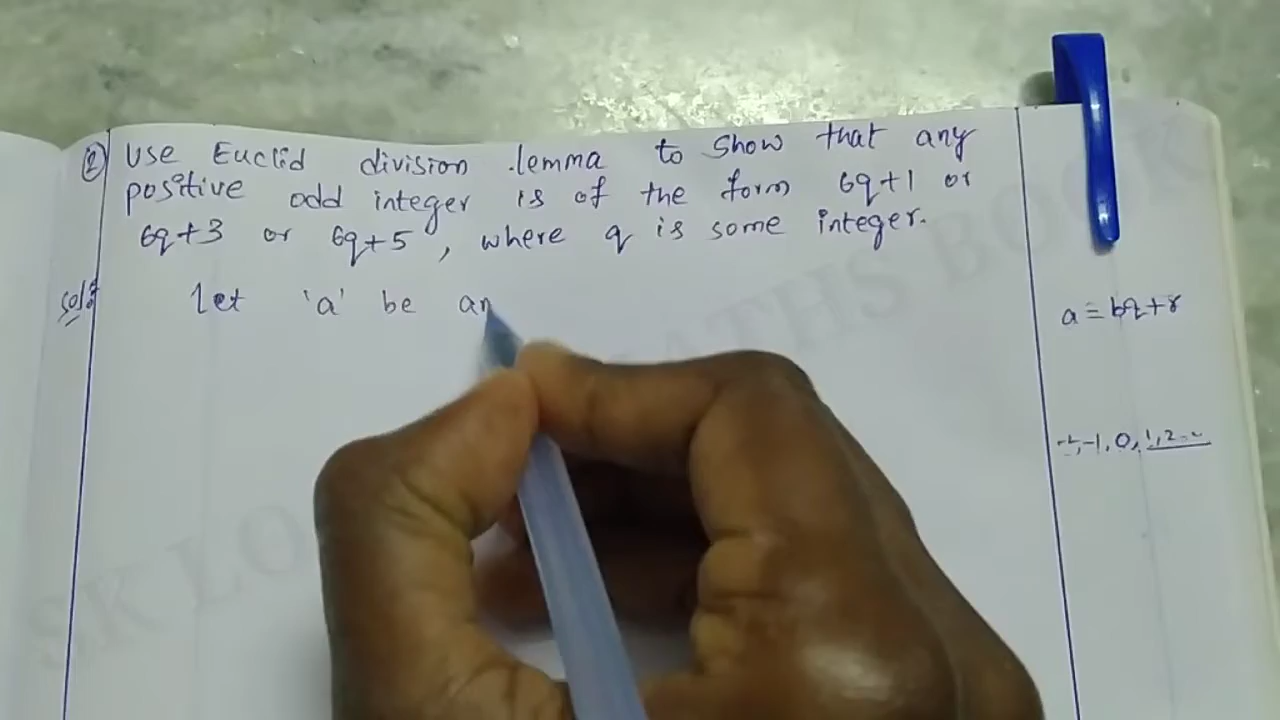 2 Use Euclid division lemma to show that any
positive odd integer is of the form 6q+1 or
6q+3 or 6q+5, where q is some integer.
Sol: Let 'a' be an
a = bq+r
-1, 0, 1, 2